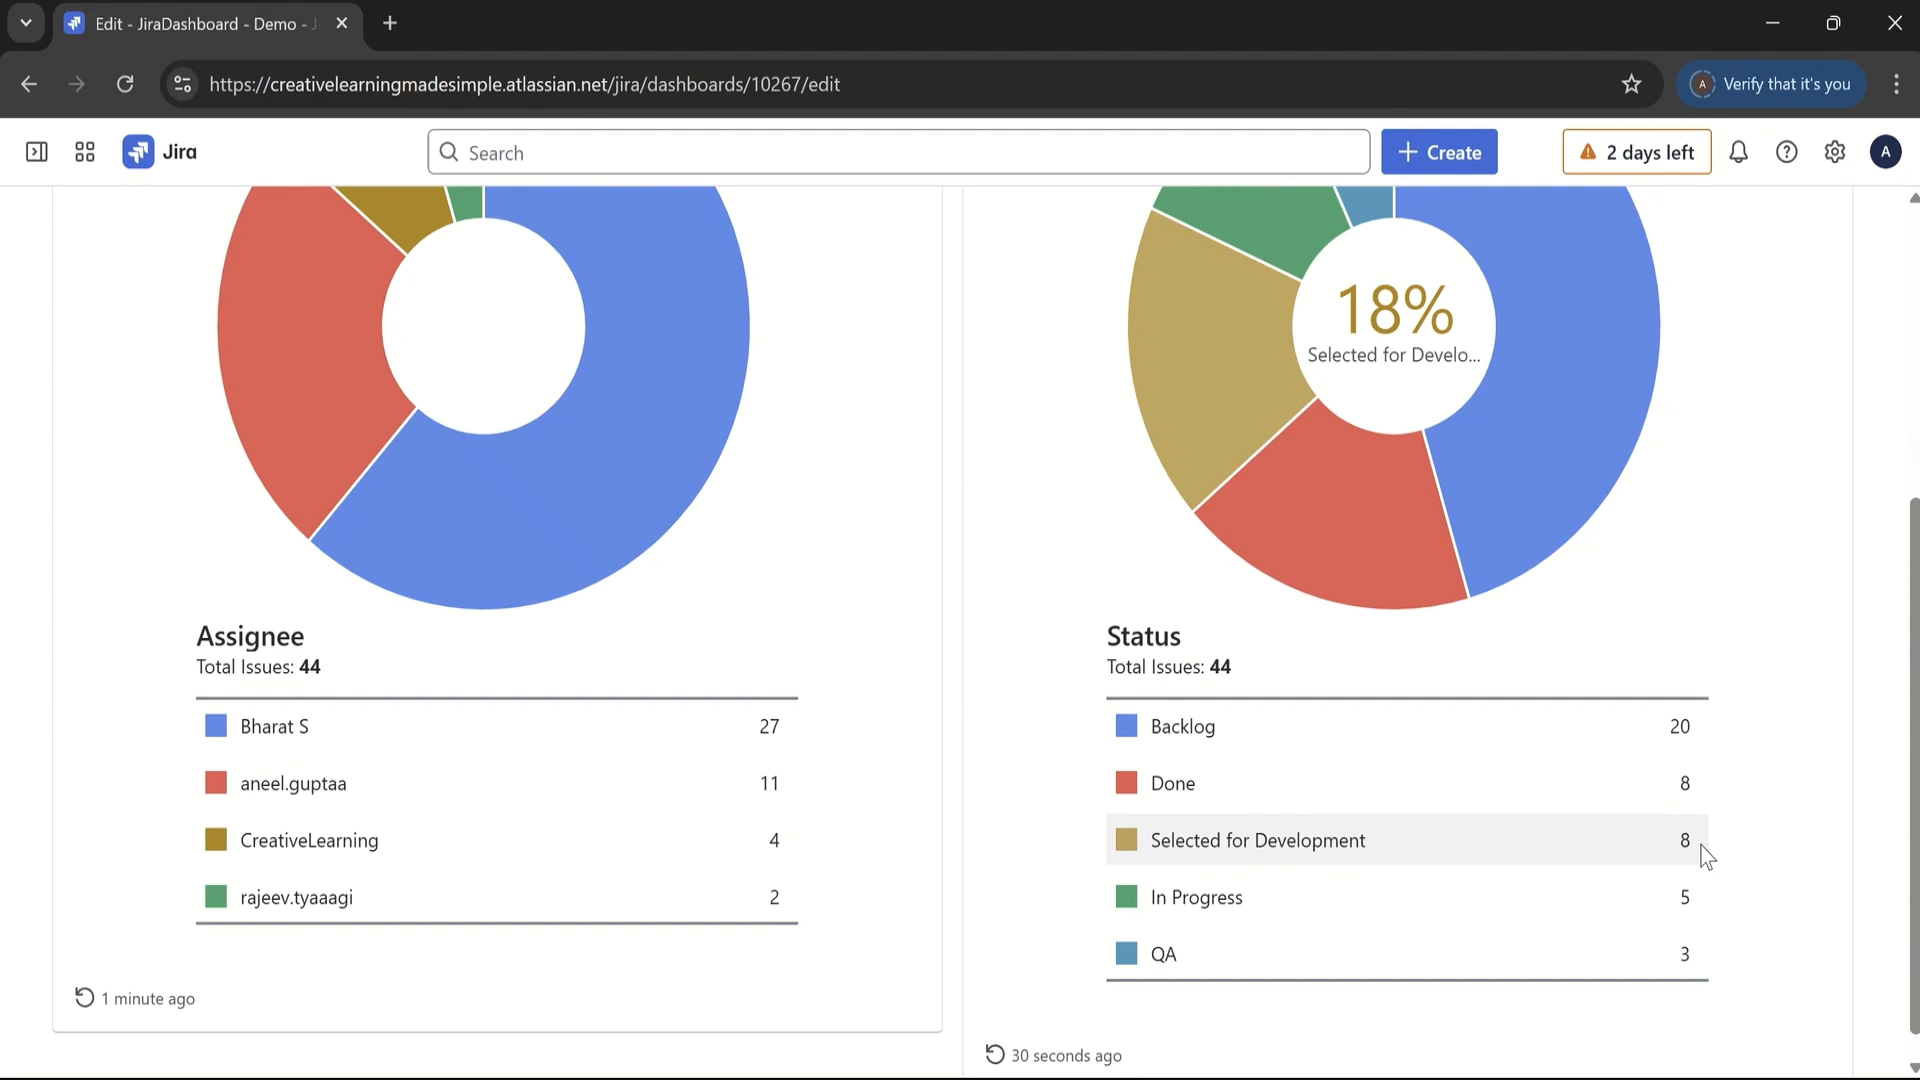 Edit - JiraDashboard - Demo - J
https://creativelearningmadesimple.atlassian.net/jira/dashboards/10267/edit
A
Verify that it's you
Jira
Search
+ Create
2 days left
A
18%
Selected for Develo...
Assignee
Total Issues: 44
Bharat S 27
aneel.guptaa 11
CreativeLearning 4
rajeev.tyaaagi 2
1 minute ago
Status
Total Issues: 44
Backlog 20
Done 8
Selected for Development 8
In Progress 5
QA 3
30 seconds ago